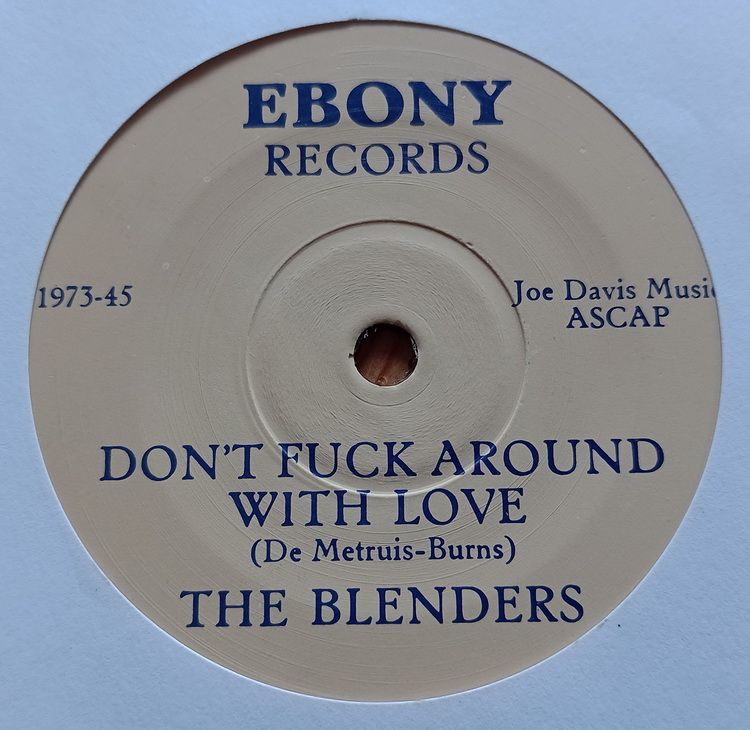 EBONY
RECORDS
1973-45
Joe Davis Music
ASCAP
DON'T FUCK AROUND
WITH LOVE
(De Metruis-Burns)
THE BLENDERS